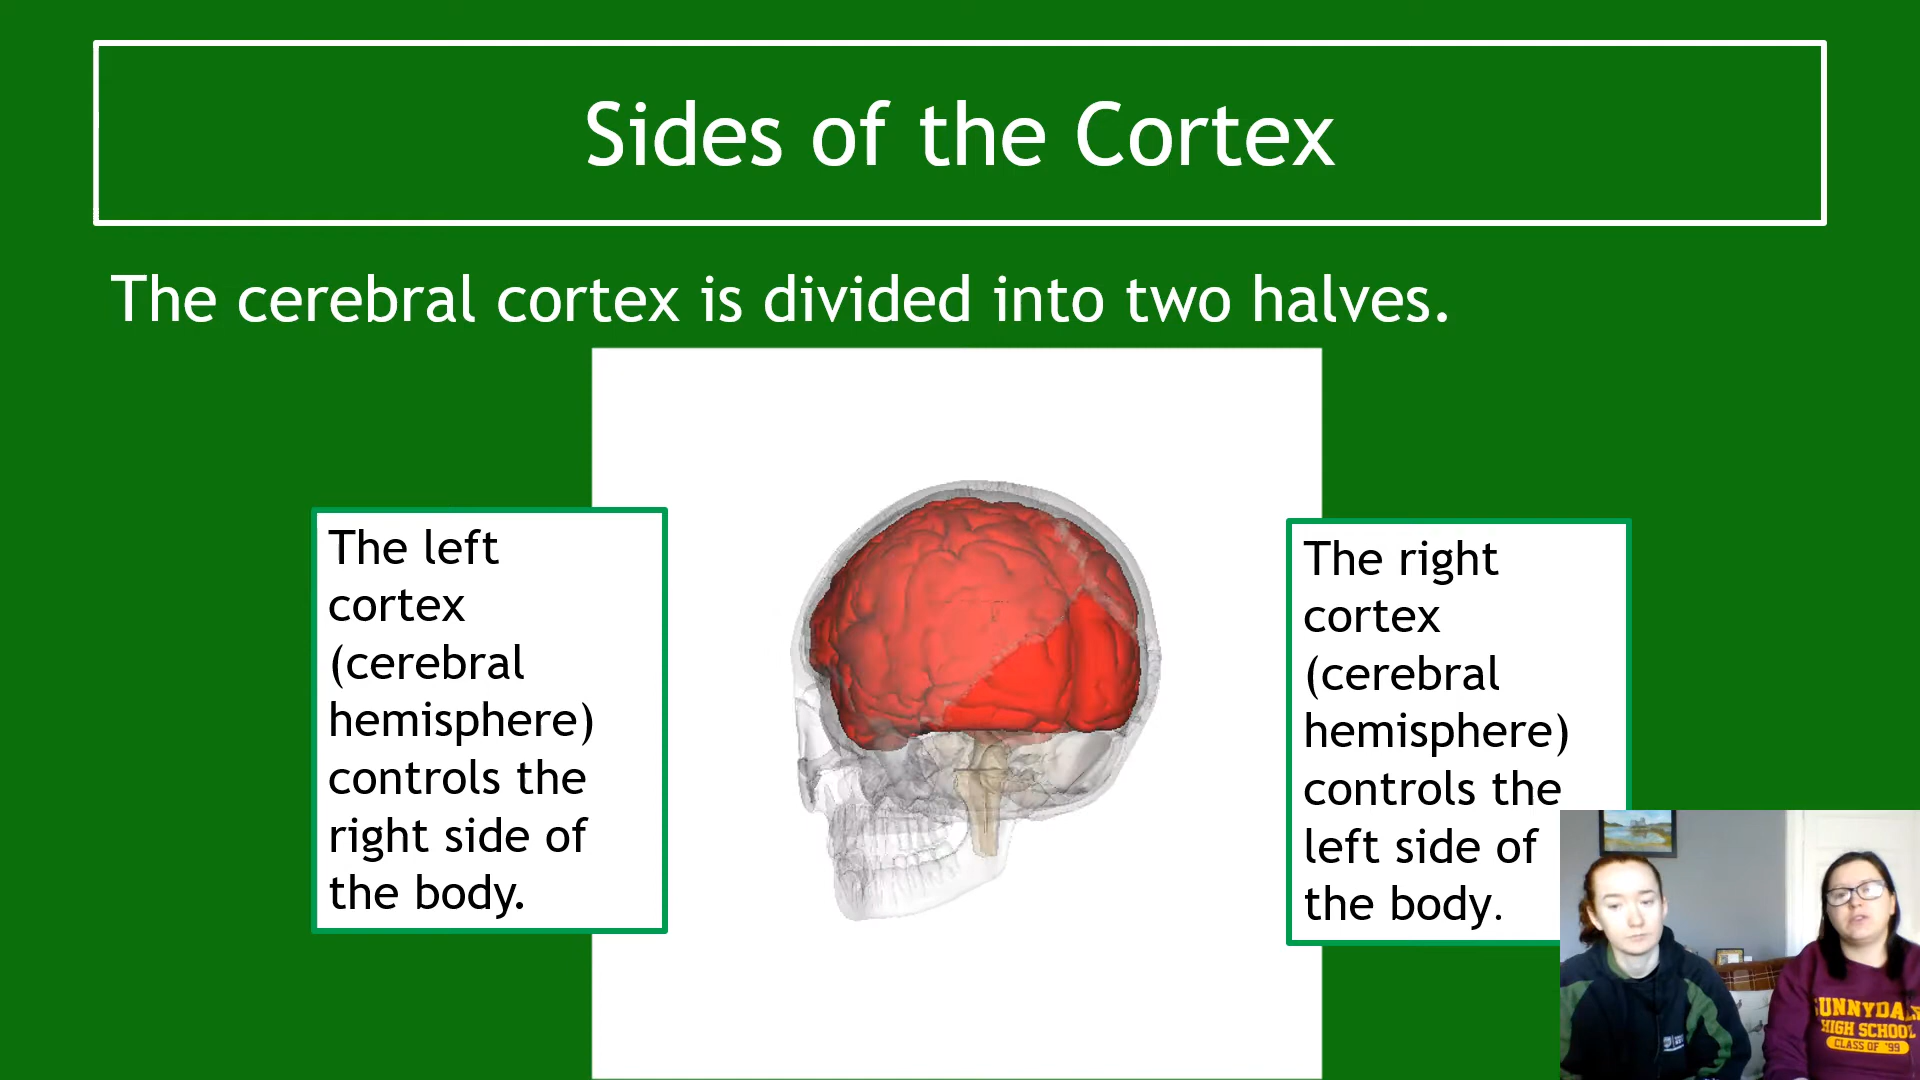 Sides of the Cortex
The cerebral cortex is divided into two halves.
The left
cortex
(cerebral
hemisphere)
controls the
right side of
the body.
The right
cortex
(cerebral
hemisphere)
controls the
left side of
the body.
SUNNYDALE
HIGH SCHOOL
CLASS OF '99